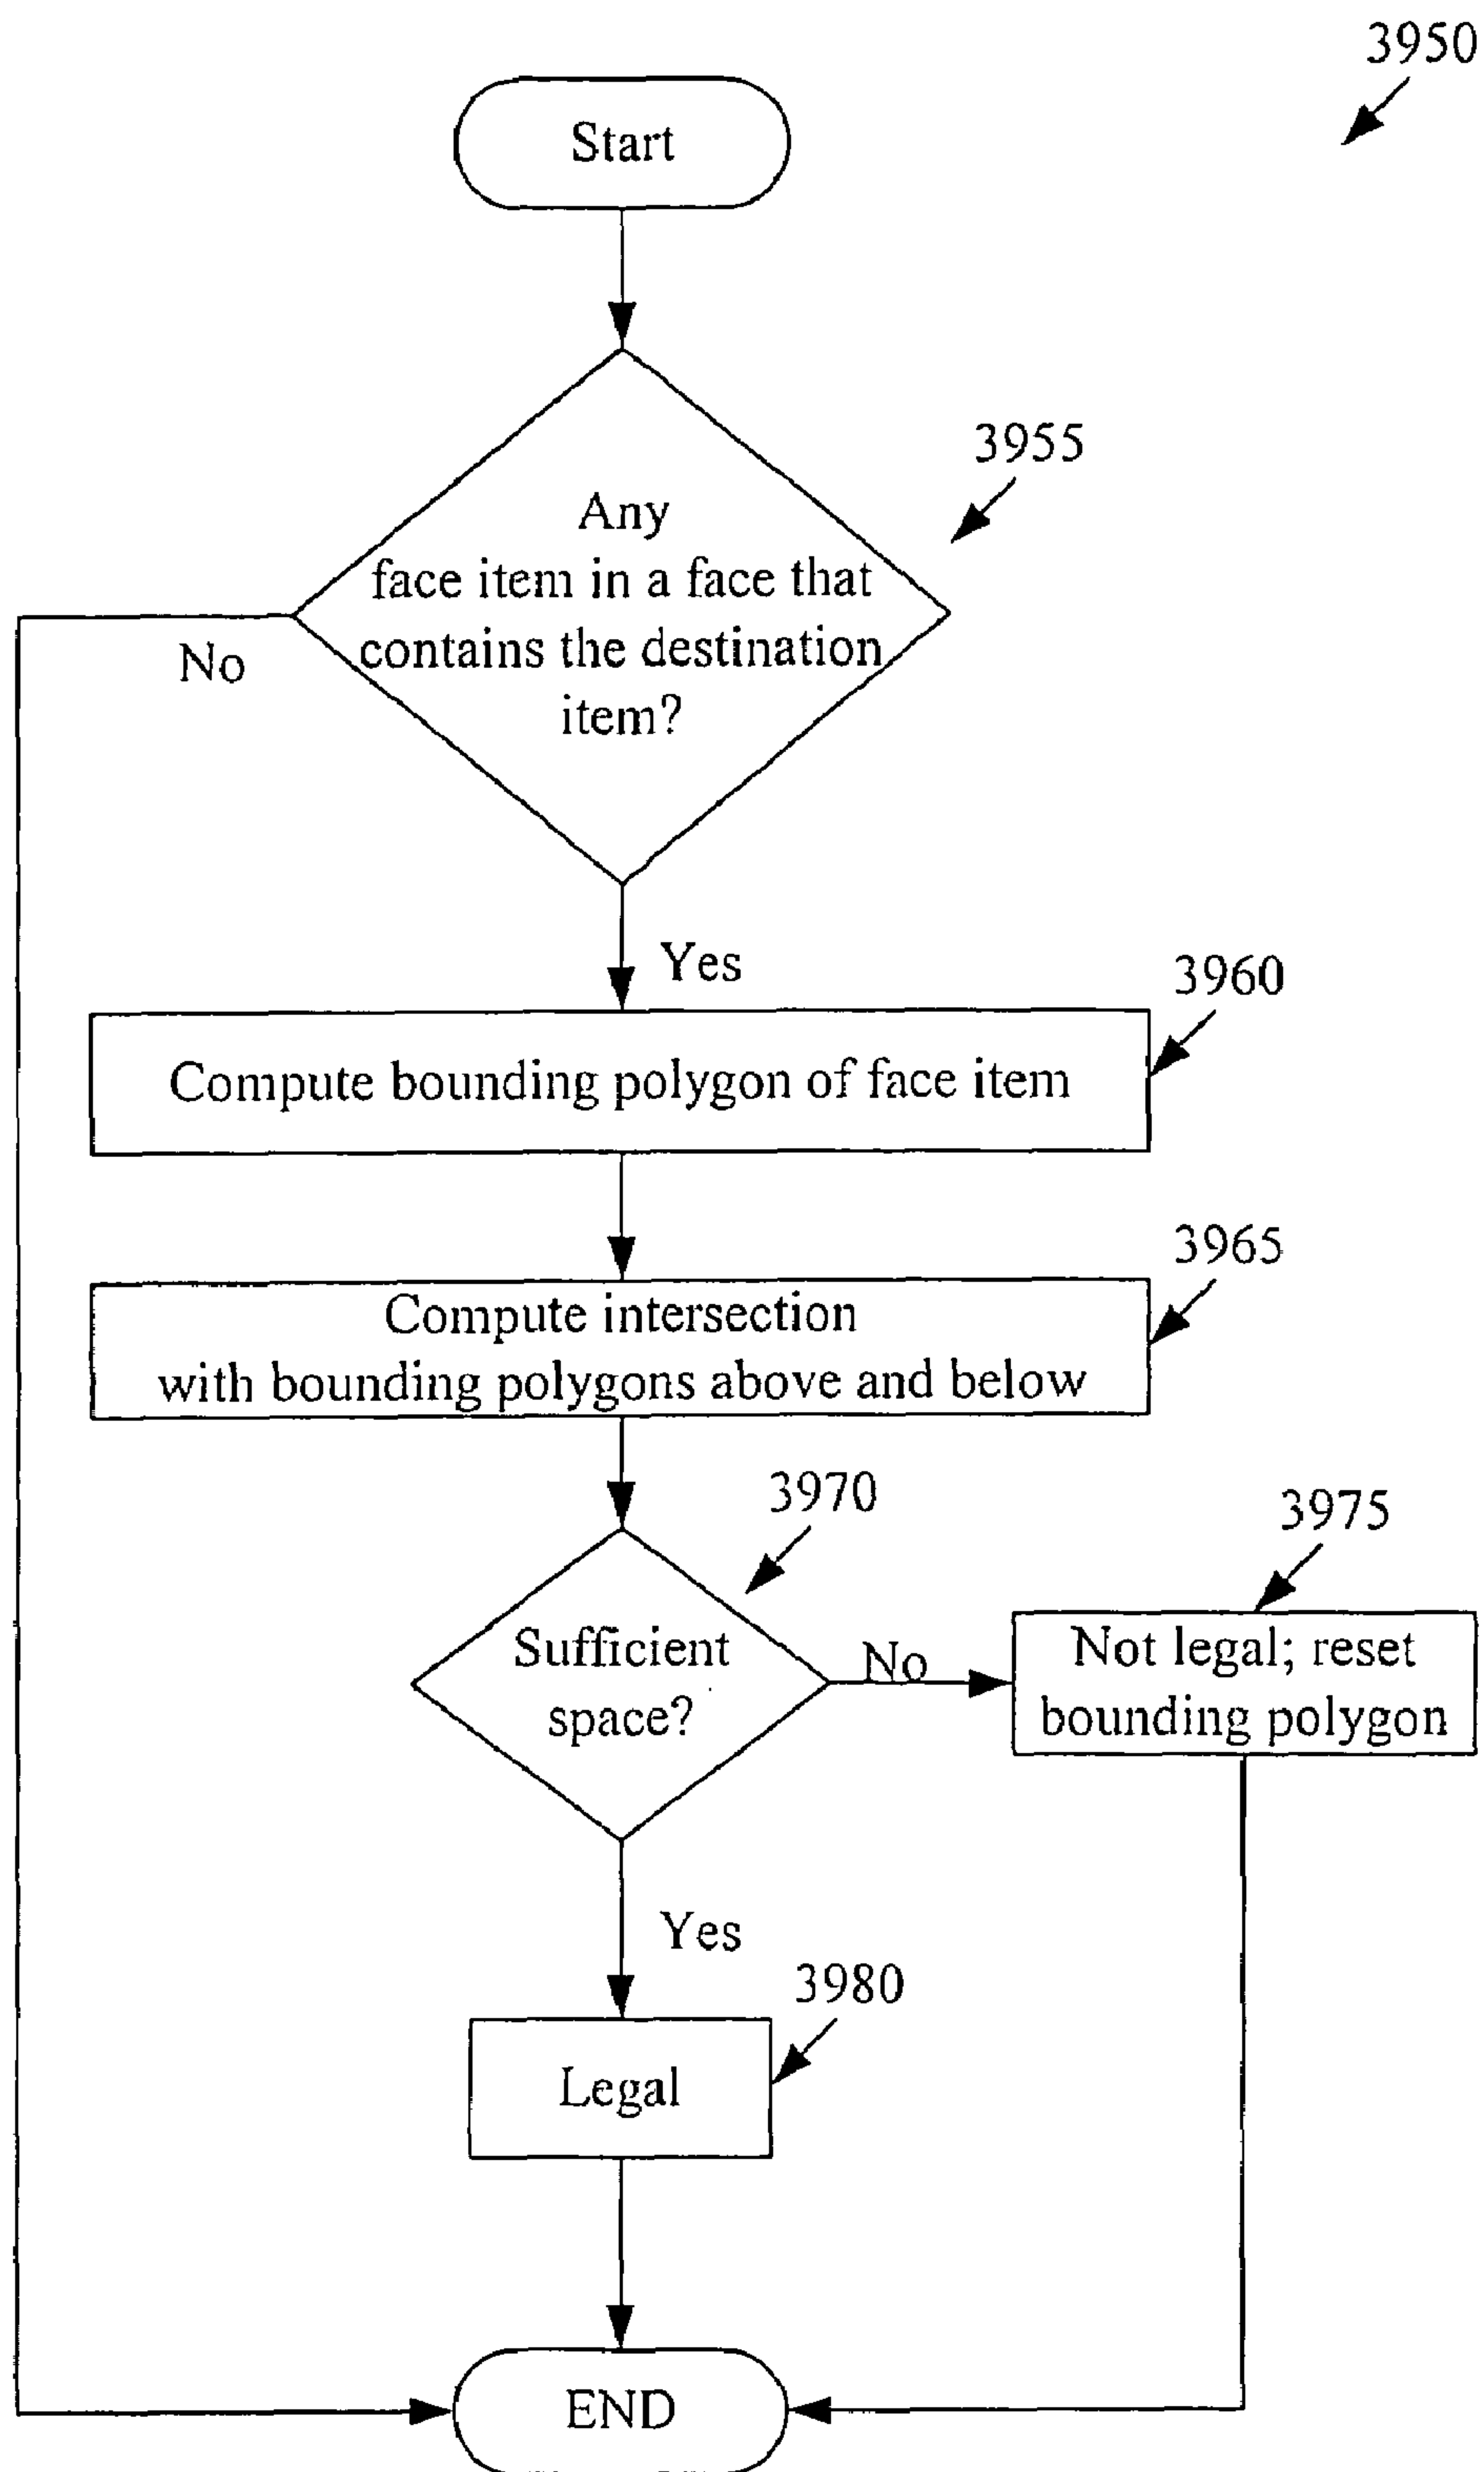 3950
Start
3955
Any
face item in a face that
contains the destination
item?
No
Yes
3960
Compute bounding polygon of face item
3965
Compute intersection
with bounding polygons above and below
3970
3975
Sufficient
space?
No
Not legal; reset
bounding polygon
Yes
3980
Legal
END